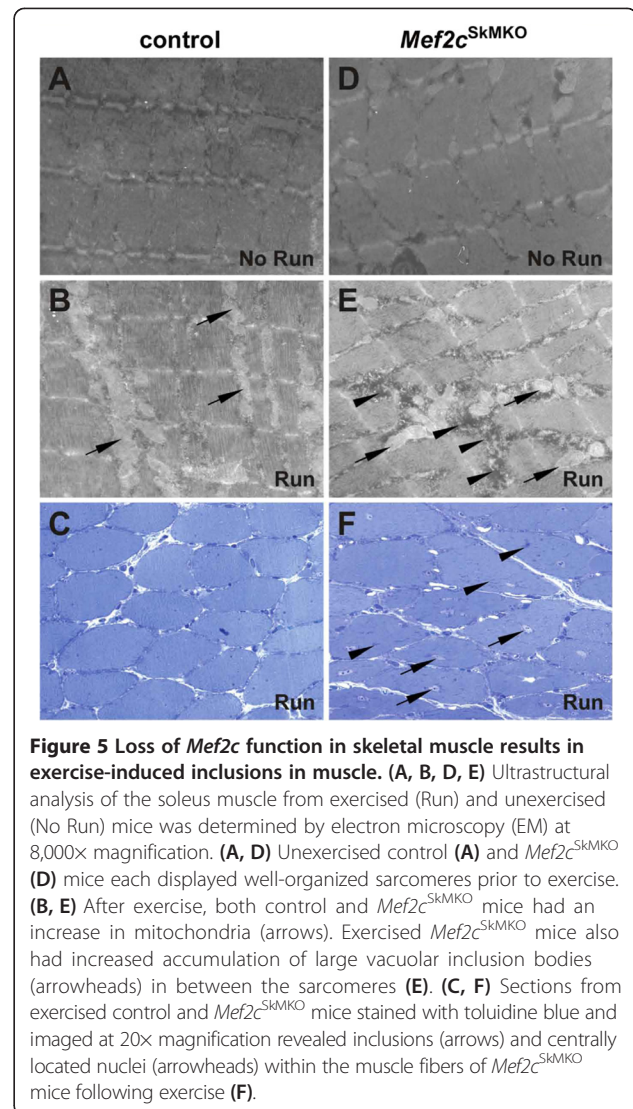 control Mef2cSkMKO
A D
No Run No Run
B E
Run Run
C F
Run Run
Figure 5 Loss of Mef2c function in skeletal muscle results in
exercise-induced inclusions in muscle. (A, B, D, E) Ultrastructural
analysis of the soleus muscle from exercised (Run) and unexercised
(No Run) mice was determined by electron microscopy (EM) at
8,000× magnification. (A, D) Unexercised control (A) and Mef2cSkMKO
(D) mice each displayed well-organized sarcomeres prior to exercise.
(B, E) After exercise, both control and Mef2cSkMKO mice had an
increase in mitochondria (arrows). Exercised Mef2cSkMKO mice also
had increased accumulation of large vacuolar inclusion bodies
(arrowheads) in between the sarcomeres (E). (C, F) Sections from
exercised control and Mef2cSkMKO mice stained with toluidine blue and
imaged at 20× magnification revealed inclusions (arrows) and centrally
located nuclei (arrowheads) within the muscle fibers of Mef2cSkMKO
mice following exercise (F).